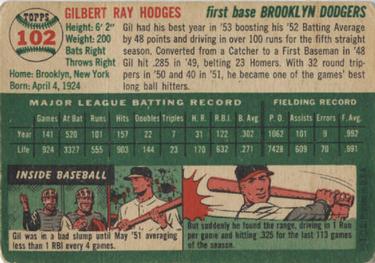 TOPPS
102
GILBERT RAY HODGES
first base BROOKLYN DODGERS
Height: 6' 2"
Weight: 200
Bats Right
Throws Right
Home: Brooklyn, New York
Born: April 4, 1924
Gil had his best year in '53 boosting his '52 Batting Average
by 48 points and driving in over 100 runs for the fifth straight
season. Converted from a Catcher to a First Baseman in '48
Gil hit .285 in '49, belting 23 Homers. With 32 round
trippers in '50 and 40 in '51, he became one of the games' best
long ball hitters.
MAJOR LEAGUE BATTING RECORD
FIELDING RECORD
Games At Bat Runs Hits Doubles Triples H. R. R.B.I. B. Avg. P. O. Assists Errors F. Avg.
Year 141 520 101 157 22 7 31 122 .302 1062 101 9 .992
Life 924 3327 555 903 144 31 .271 7428 70 .991
INSIDE BASEBALL
Gil was in a bad slump until May '51 averaging
less than 1 RBI every 4 games.
But suddenly he found the range, driving in 1 Run
per game and hitting .325 for the last 113 games
of the season.